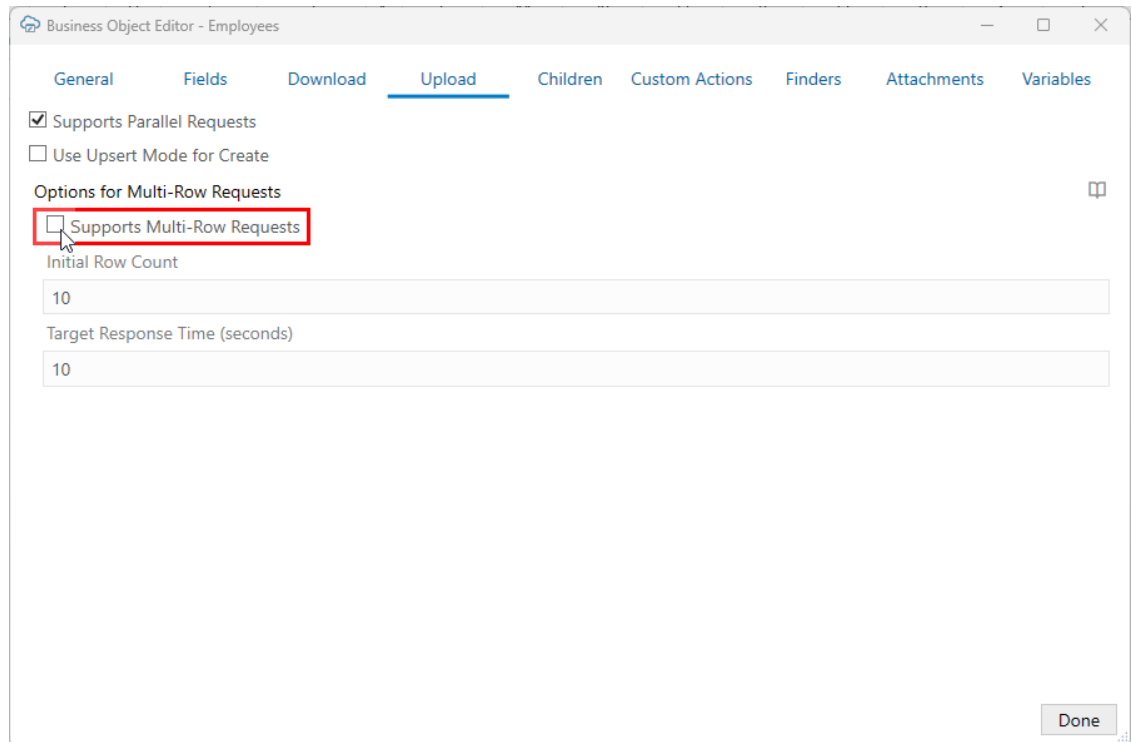 Business Object Editor - Employees
General Fields Download Upload Children Custom Actions Finders Attachments Variables
Supports Parallel Requests
Use Upsert Mode for Create
Options for Multi-Row Requests
Supports Multi-Row Requests
Initial Row Count
10
Target Response Time (seconds)
10
Done